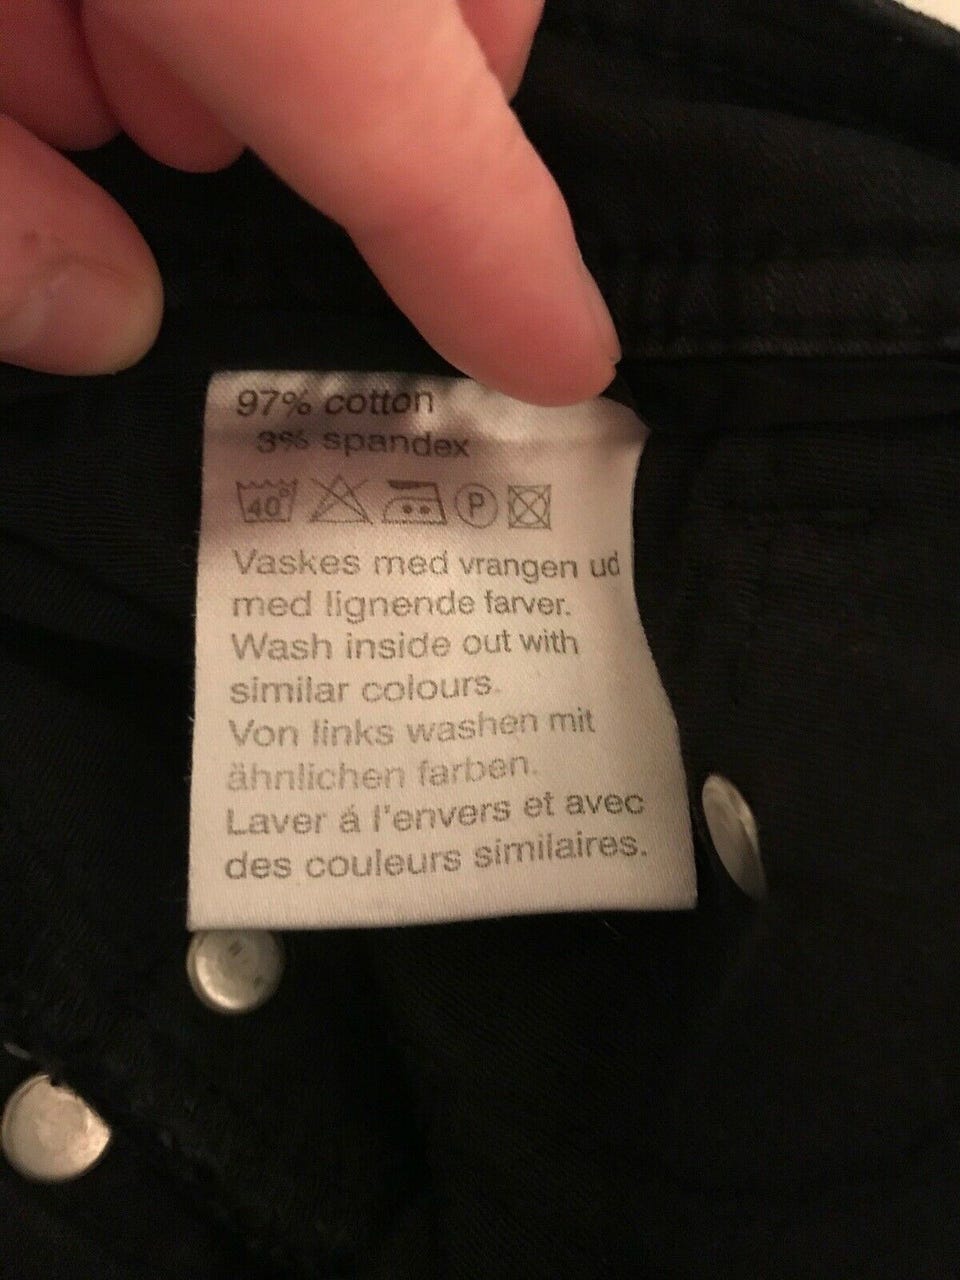 97% cotton
3% spandex
40° P
Vaskes med vrangen ud
med lignende farver.
Wash inside out with
similar colours.
Von links washen mit
ähnlichen farben.
Laver á l'envers et avec
des couleurs similaires.